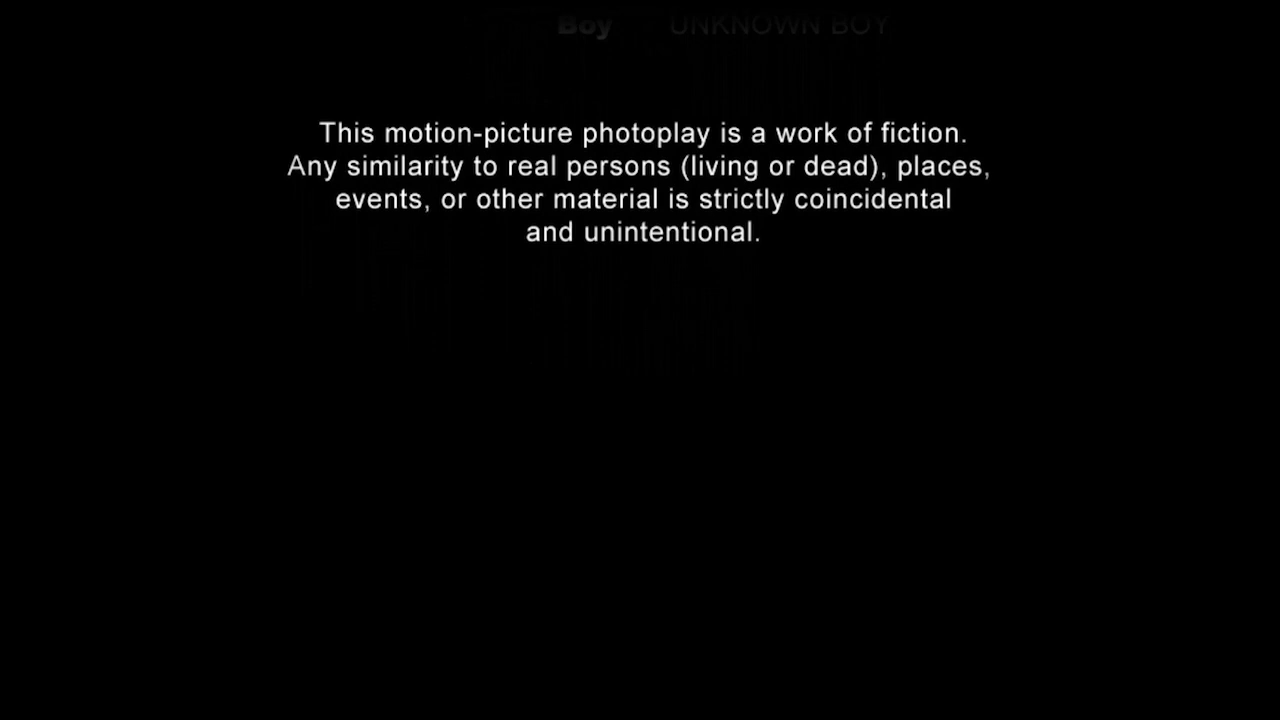 Boy UNKNOWN BOY
This motion-picture photoplay is a work of fiction.
Any similarity to real persons (living or dead), places,
events, or other material is strictly coincidental
and unintentional.